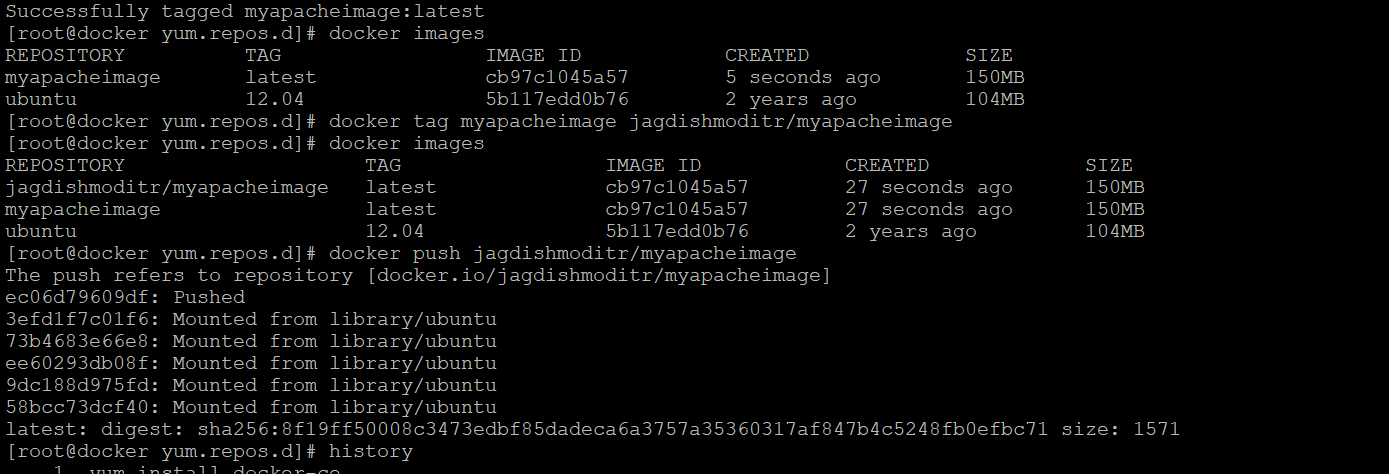 Successfully tagged myapacheimage:latest
[root@docker yum.repos.d]# docker images
REPOSITORY          TAG                 IMAGE ID            CREATED             SIZE
myapacheimage       latest              cb97c1045a57        5 seconds ago       150MB
ubuntu              12.04               5b117edd0b76        2 years ago         104MB
[root@docker yum.repos.d]# docker tag myapacheimage jagdishmoditr/myapacheimage
[root@docker yum.repos.d]# docker images
REPOSITORY                    TAG                 IMAGE ID            CREATED             SIZE
jagdishmoditr/myapacheimage   latest              cb97c1045a57        27 seconds ago      150MB
myapacheimage                 latest              cb97c1045a57        27 seconds ago      150MB
ubuntu                        12.04               5b117edd0b76        2 years ago         104MB
[root@docker yum.repos.d]# docker push jagdishmoditr/myapacheimage
The push refers to repository [docker.io/jagdishmoditr/myapacheimage]
ec06d79609df: Pushed
3efd1f7c01f6: Mounted from library/ubuntu
73b4683e66e8: Mounted from library/ubuntu
ee60293db08f: Mounted from library/ubuntu
9dc188d975fd: Mounted from library/ubuntu
58bcc73dcf40: Mounted from library/ubuntu
latest: digest: sha256:8f19ff50008c3473edbf85dadeca6a3757a35360317af847b4c5248fb0efbc71 size: 1571
[root@docker yum.repos.d]# history
    1  yum install docker-ce